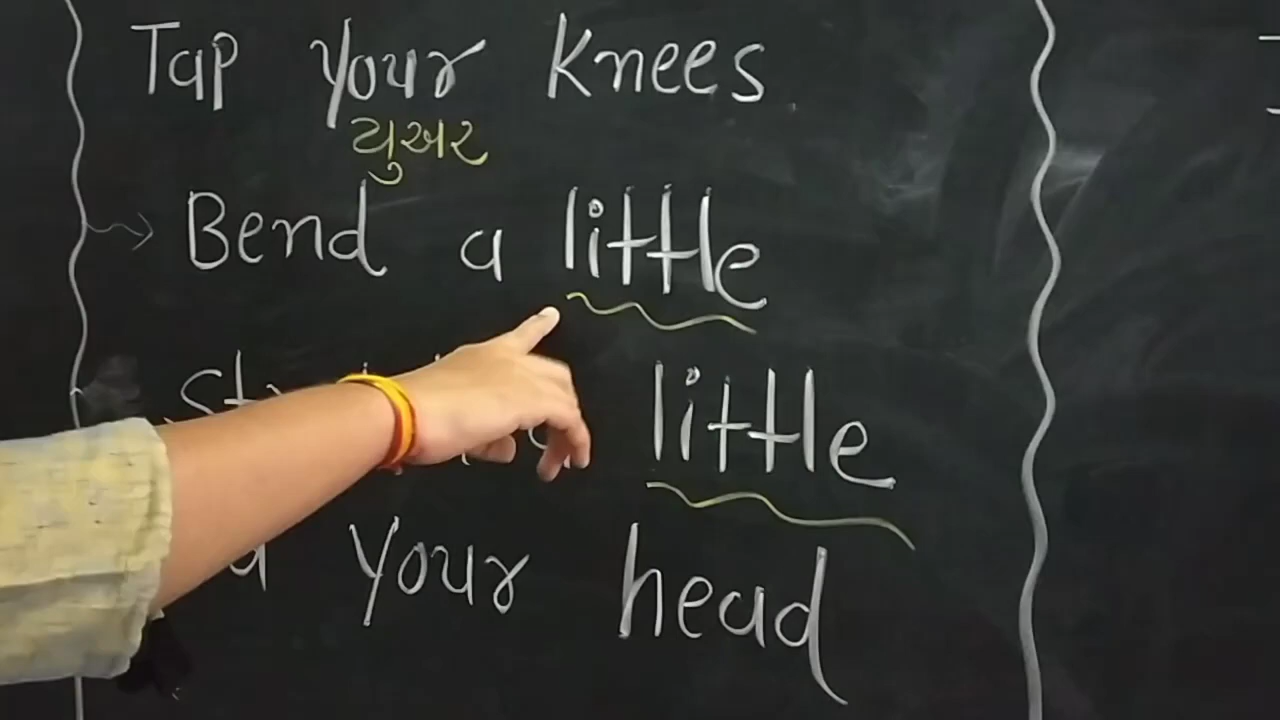 Tap your knees
યુઅર
Bend a little
little
your head